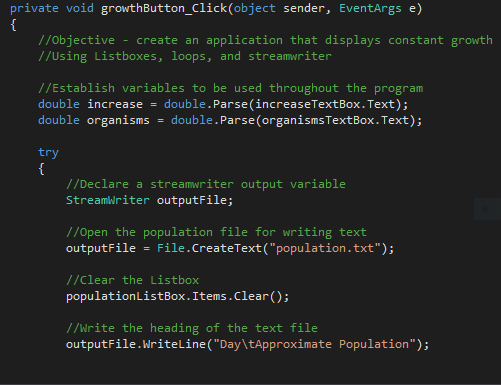 private void growthButton_Click(object sender, EventArgs e)
{
    //Objective - create an application that displays constant growth
    //Using Listboxes, loops, and streamwriter

    //Establish variables to be used throughout the program
    double increase = double.Parse(increaseTextBox.Text);
    double organisms = double.Parse(organismsTextBox.Text);

    try
    {
        //Declare a streamwriter output variable
        StreamWriter outputFile;

        //Open the population file for writing text
        outputFile = File.CreateText("population.txt");

        //Clear the Listbox
        populationListBox.Items.Clear();

        //Write the heading of the text file
        outputFile.WriteLine("Day\tApproximate Population");